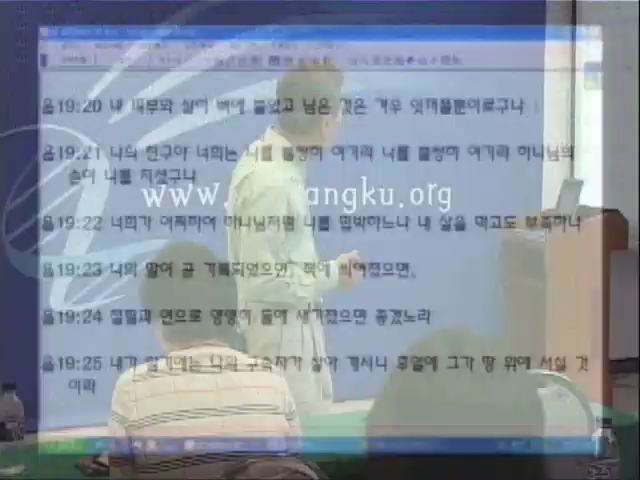 욥19:20 내 피부와 살이 뼈에 붙었고 남은 것은 겨우 잇꺼풀뿐이로구나
욥19:21 나의 친구야 너희는 나를 불쌍히 여기라 나를 불쌍히 여기라 하나님의
손이 나를 치셨구나
욥19:22 너희가 어찌하여 하나님처럼 나를 핍박하느냐 내 살을 먹고도 부족하냐
욥19:23 나의 말이 곧 기록되었으면, 책에 씌어졌으면,
욥19:24 철필과 연으로 영영히 돌에 새겨졌으면 좋겠노라
욥19:25 내가 알기에는 나의 구속자가 살아 계시니 후일에 그가 땅 위에 서실 것
이라